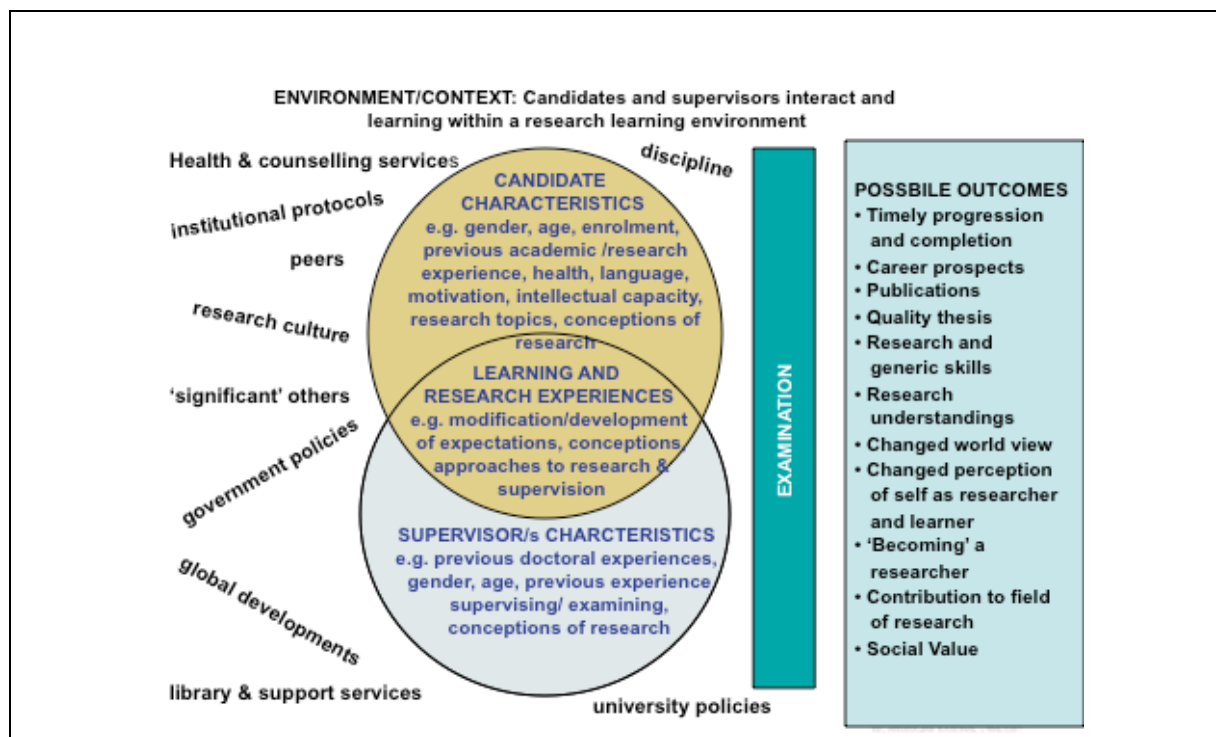 ENVIRONMENT/CONTEXT: Candidates and supervisors interact and
learning within a research learning environment
Health & counselling services
institutional protocols
peers
research culture
‘significant’ others
government policies
global developments
library & support services
discipline
university policies
CANDIDATE
CHARACTERISTICS
e.g. gender, age, enrolment,
previous academic /research
experience, health, language,
motivation, intellectual capacity,
research topics, conceptions of
research
LEARNING AND
RESEARCH EXPERIENCES
e.g. modification/development
of expectations, conceptions,
approaches to research &
supervision
SUPERVISOR/s CHARCTERISTICS
e.g. previous doctoral experiences,
gender, age, previous experience
supervising/ examining,
conceptions of research
EXAMINATION
POSSBILE OUTCOMES
• Timely progression
and completion
• Career prospects
• Publications
• Quality thesis
• Research and
generic skills
• Research
understandings
• Changed world view
• Changed perception
of self as researcher
and learner
• ‘Becoming’ a
researcher
• Contribution to field
of research
• Social Value